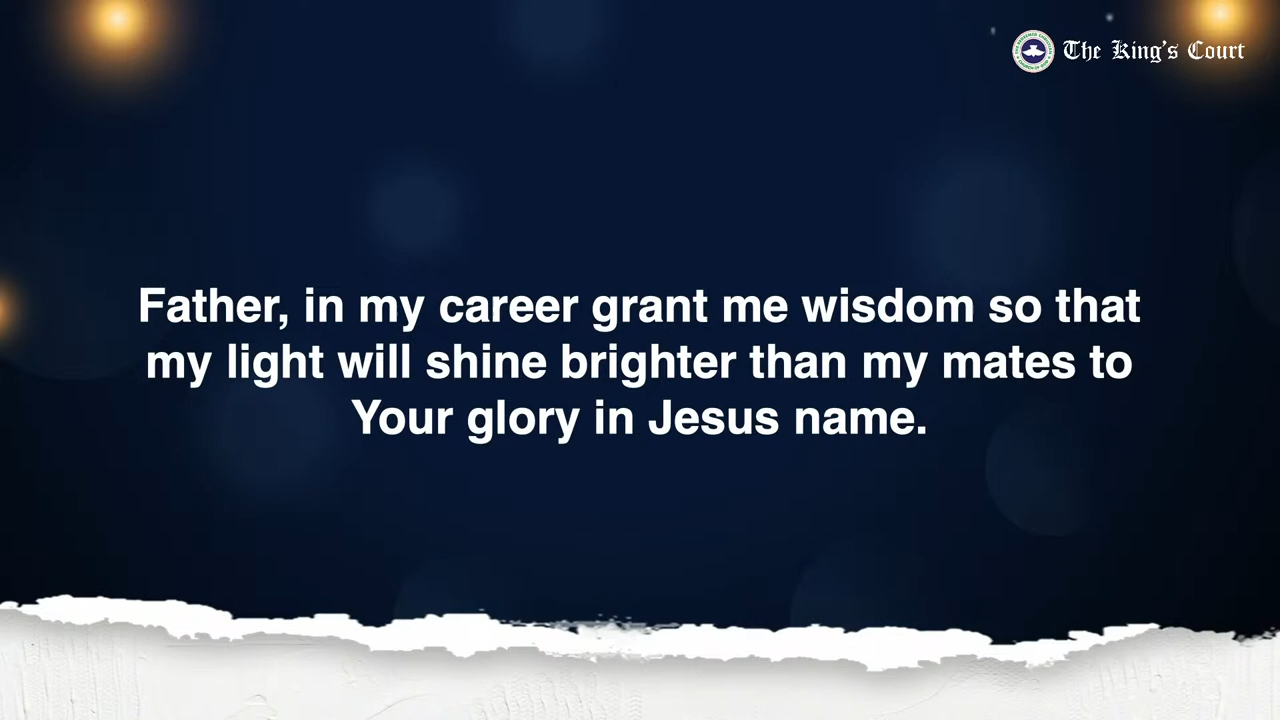 The King's Court
Father, in my career grant me wisdom so that
my light will shine brighter than my mates to
Your glory in Jesus name.